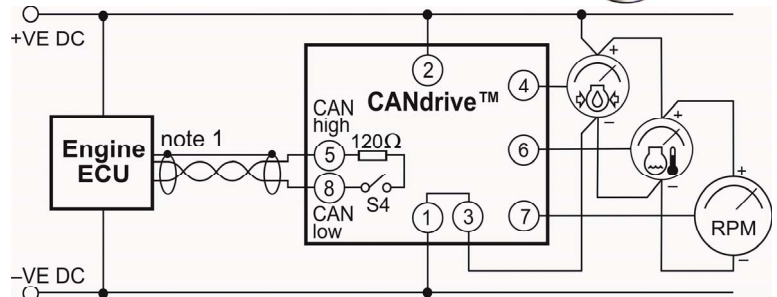 +VE DC
2
CANdrive™
4
+
CAN
high
120Ω
note 1
Engine
ECU
5
8
S4
CAN
low
1
3
6
7
–
+
–
+
RPM
–
–VE DC